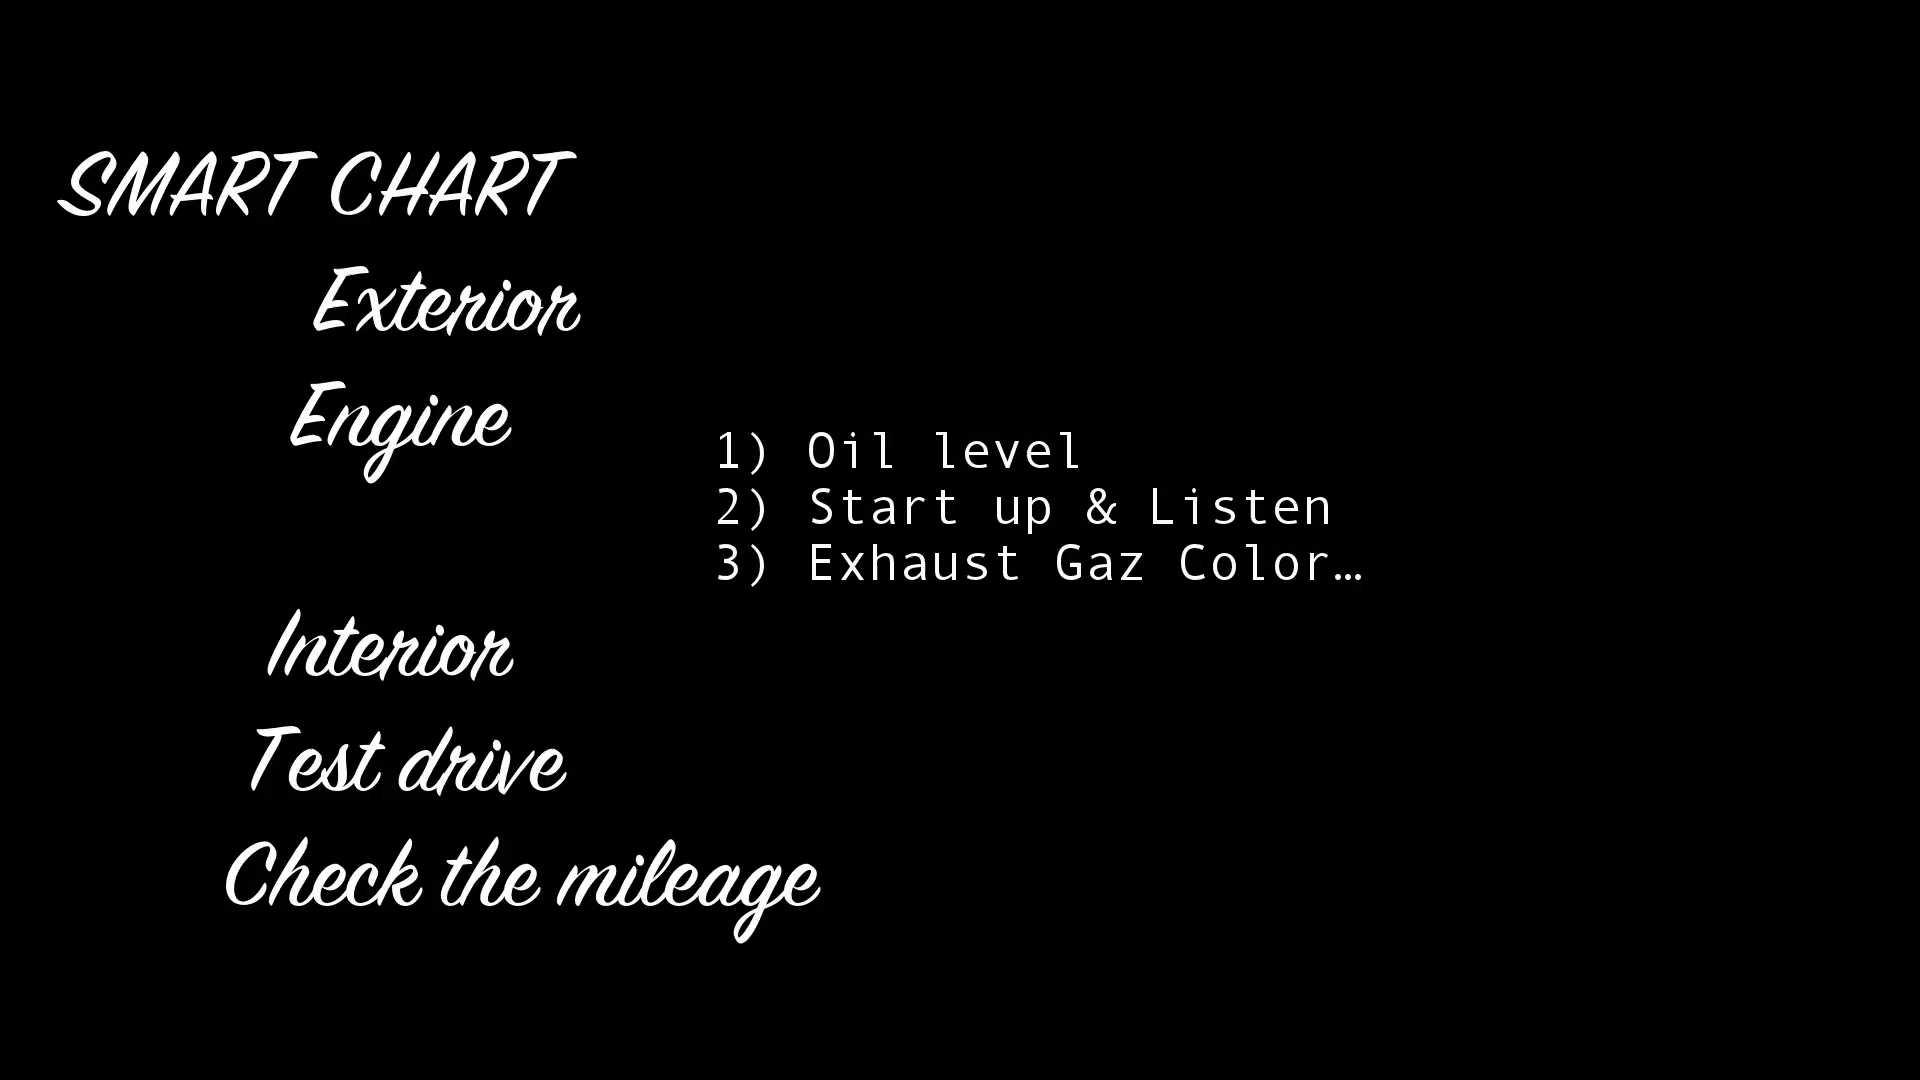 SMART CHART
Exterior
Engine
1) Oil level
2) Start up & Listen
3) Exhaust Gaz Color…
Interior
Test drive
Check the mileage